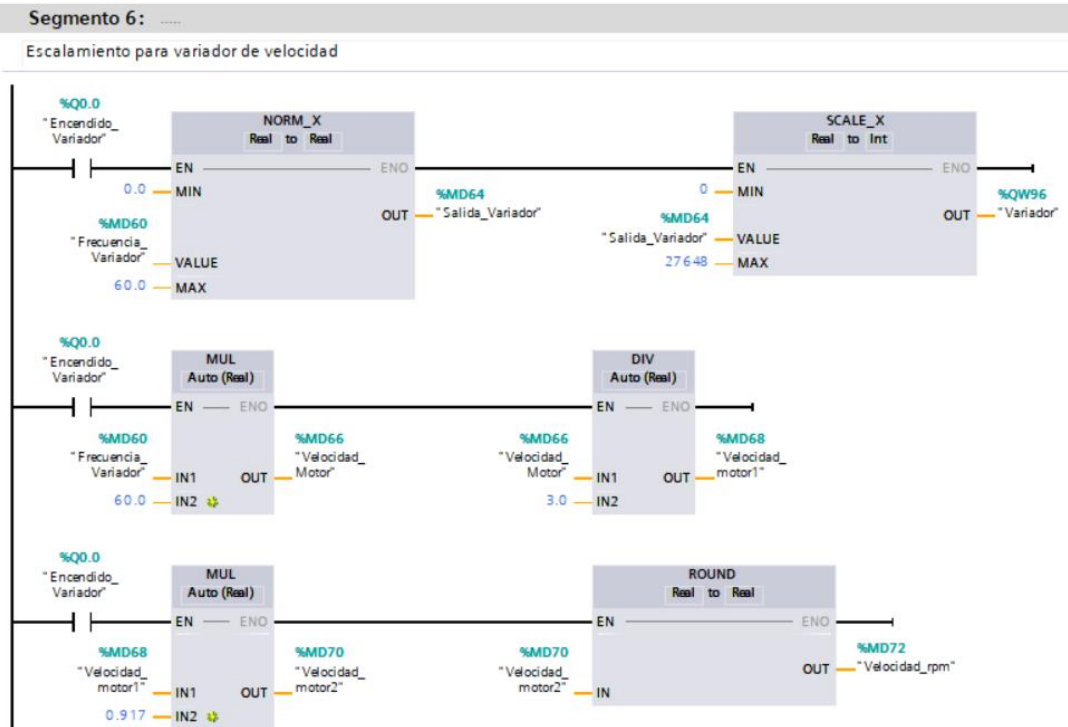 Segmento 6: .....
Escalamiento para variador de velocidad
%Q0.0
"Encendido_
Variador"
NORM_X
Real to Real
EN
ENO
0.0
MIN
%MD60
"Frecuencia_
Variador"
VALUE
60.0
MAX
%MD64
OUT
"Salida_Variador"
SCALE_X
Real to Int
EN
ENO
0
MIN
%MD64
"Salida_Variador"
VALUE
27648
MAX
%QW96
OUT
"Variador"
%Q0.0
"Encendido_
Variador"
MUL
Auto (Real)
EN
ENO
%MD60
"Frecuencia_
Variador"
IN1
60.0
IN2
%MD66
"Velocidad_
Motor"
OUT
DIV
Auto (Real)
EN
ENO
%MD66
"Velocidad_
Motor"
IN1
3.0
IN2
%MD68
"Velocidad_
motor1"
OUT
%Q0.0
"Encendido_
Variador"
MUL
Auto (Real)
EN
ENO
%MD68
"Velocidad_
motor1"
IN1
0.917
IN2
%MD70
"Velocidad_
motor2"
OUT
ROUND
Real to Real
EN
ENO
%MD70
"Velocidad_
motor2"
IN
%MD72
OUT
"Velocidad_rpm"